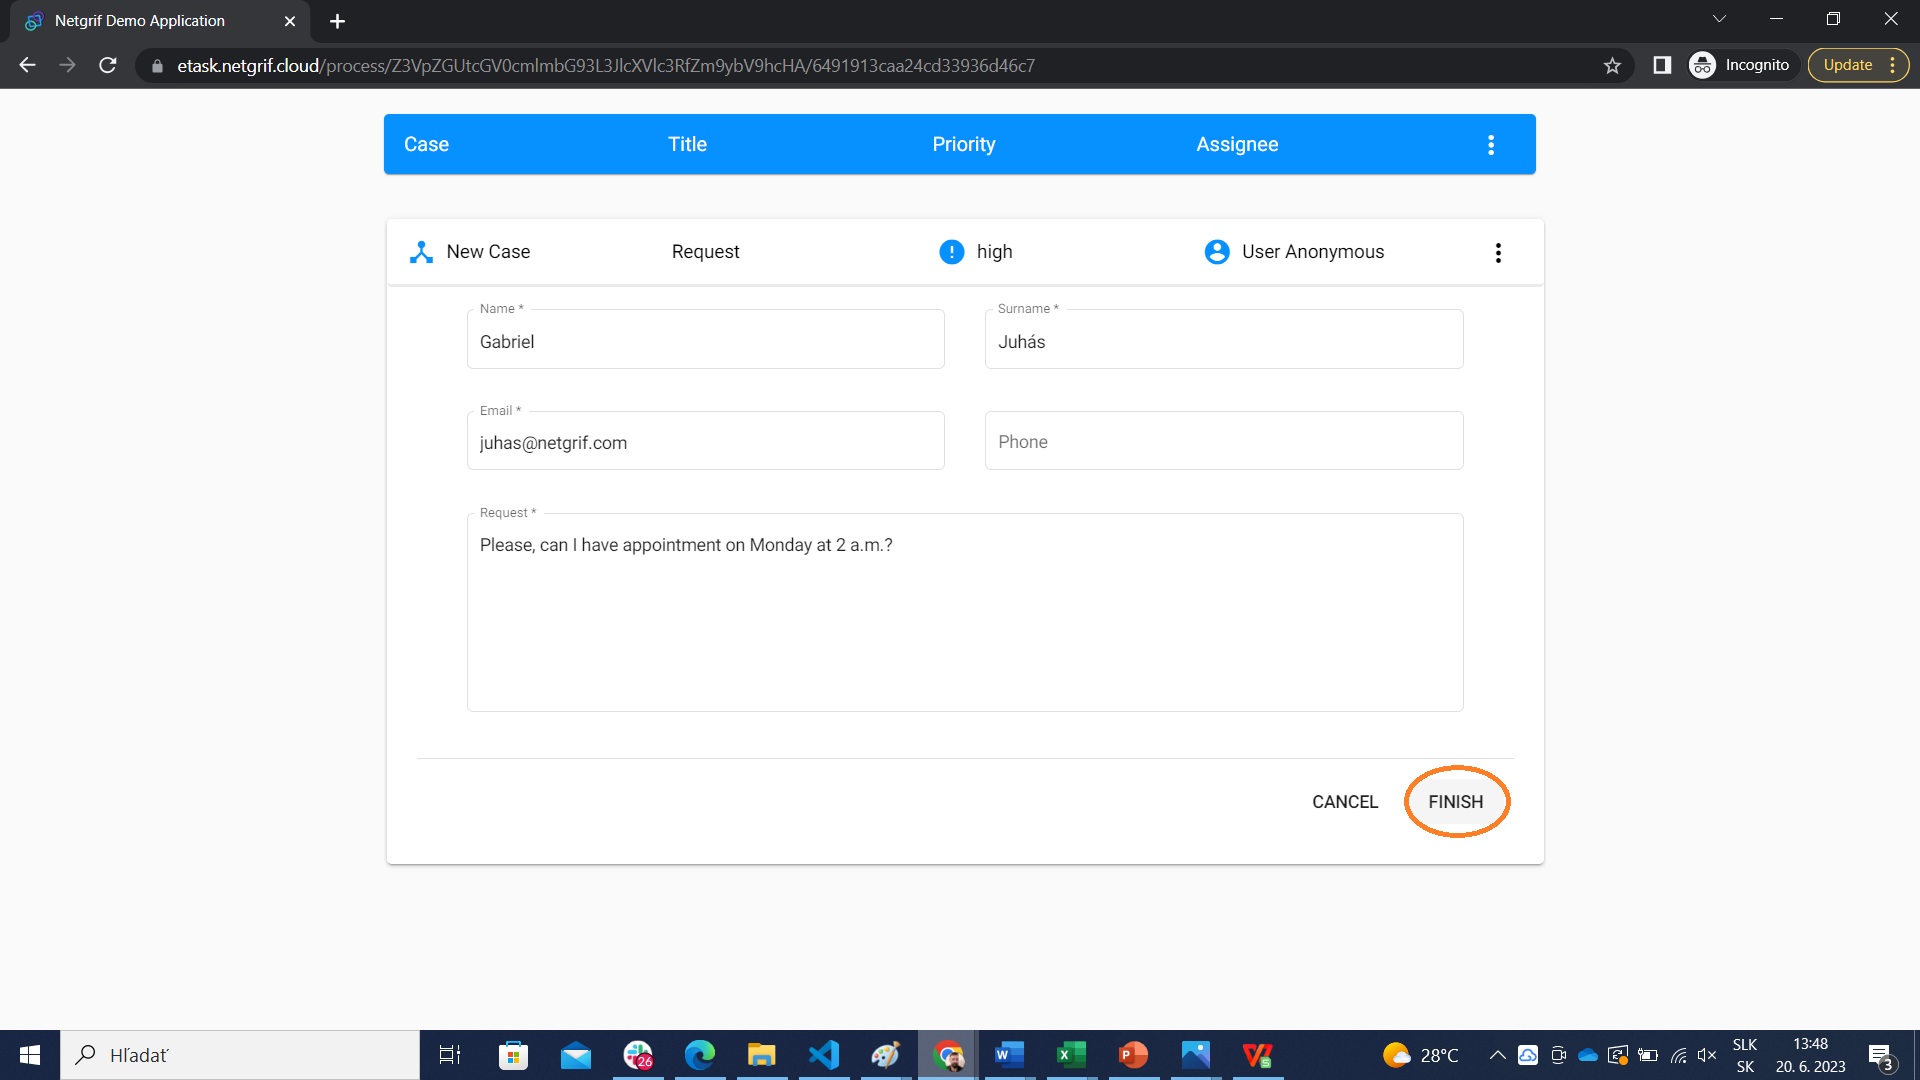 Netgrif Demo Application
etask.netgrif.cloud/process/Z3VpZGUtcGV0cmlmbG93L3JlcXVlc3RfZm9ybV9hcHA/6491913caa24cd33936d46c7
Incognito
Update
Case Title Priority Assignee
New Case Request high User Anonymous
Name * Surname *
Gabriel Juhás
Email *
juhas@netgrif.com Phone
Request *
Please, can I have appointment on Monday at 2 a.m.?
CANCEL FINISH
Hľadať
26
28°C
SLK
SK
13:48
20. 6. 2023
3